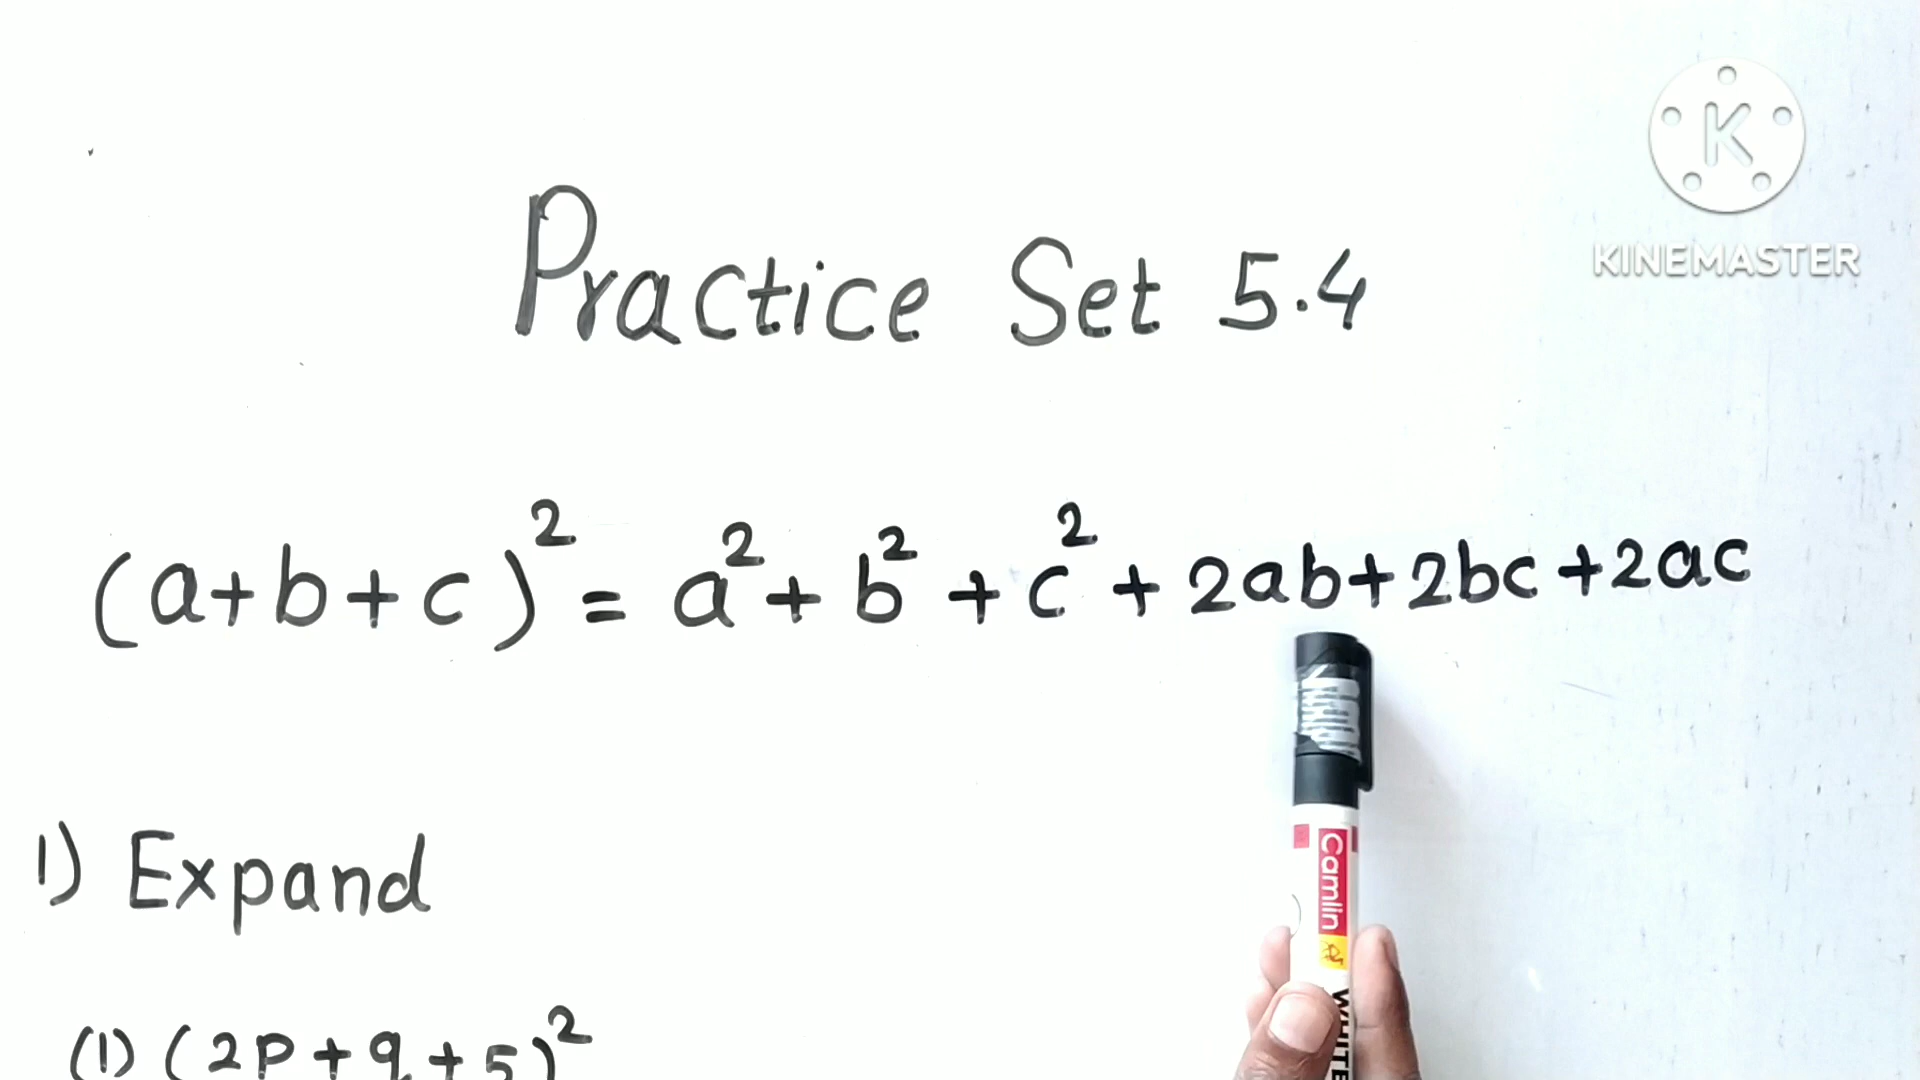 K
KINEMASTER
Practice Set 5.4
(a+b+c)² = a² + b² + c² + 2ab+2bc+2ac
1) Expand
Camlin
(1) (2p+q+5)²
WHITE